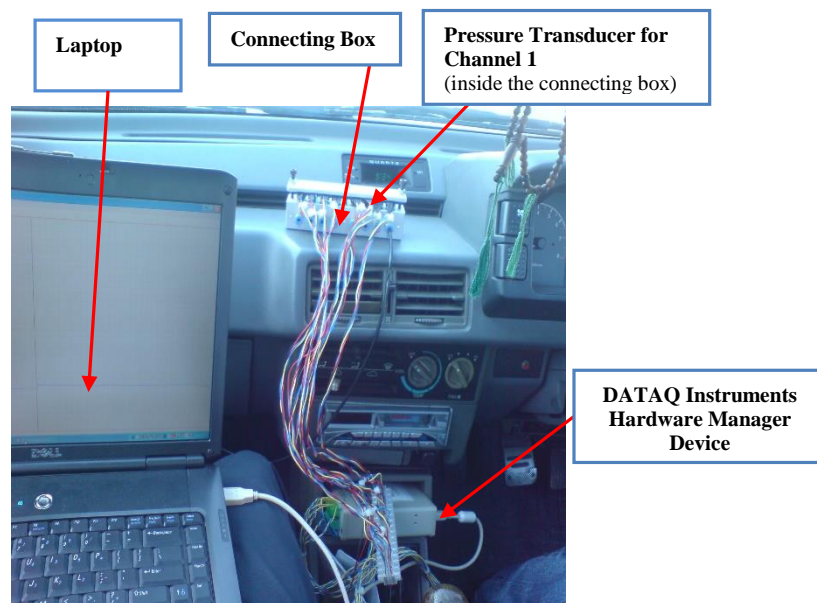 Laptop
Connecting Box
Pressure Transducer for
Channel 1
(inside the connecting box)
QUARTZ
DATAQ Instruments
Hardware Manager
Device
DELL